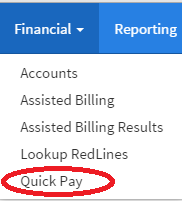 Financial Reporting
Accounts
Assisted Billing
Assisted Billing Results
Lookup RedLines
Quick Pay